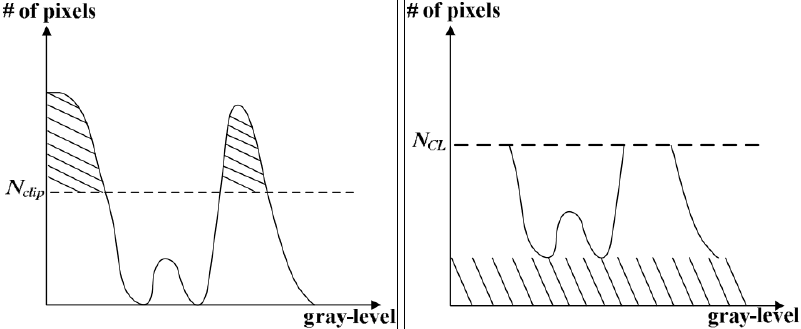 # of pixels
N_clip
gray-level
# of pixels
N_CL
gray-level